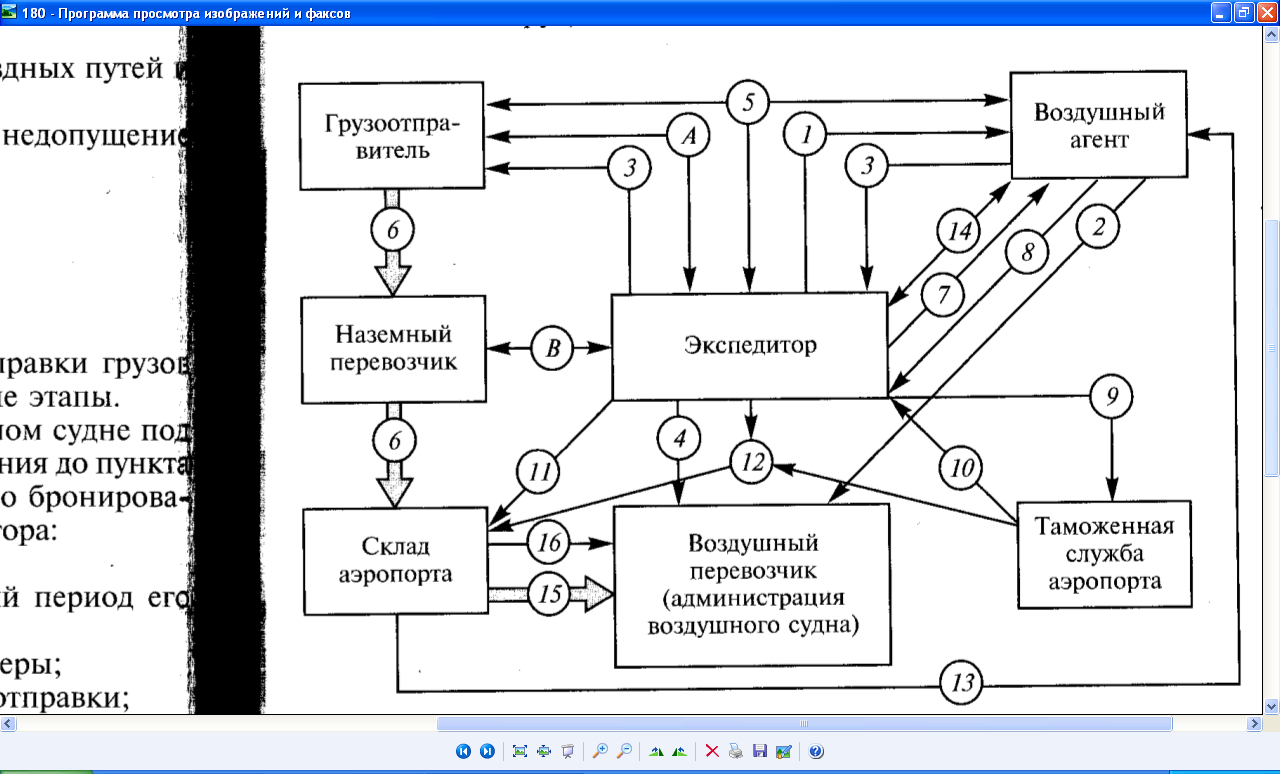 180 - Программа просмотра изображений и факсов
здных путей
недопущение
правки грузов
е этапы.
ном судне под
ния до пункта
о бронирова-
тора:
й период его
еры;
отправки;
Грузоотпра-
витель
5
A
1
3
3
Воздушный
агент
6
14
8
2
7
Наземный
перевозчик
B
Экспедитор
9
6
4
11
12
10
Склад
аэропорта
16
15
Воздушный
перевозчик
(администрация
воздушного судна)
Таможенная
служба
аэропорта
13